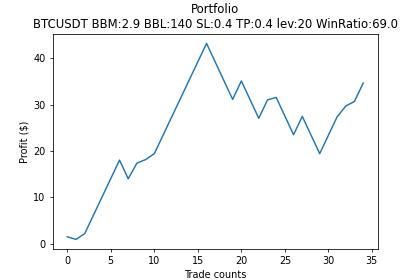 Portfolio
BTCUSDT BBM:2.9 BBL:140 SL:0.4 TP:0.4 lev:20 WinRatio:69.0
Profit ($)
40
30
20
10
0
0 5 10 15 20 25 30 35
Trade counts